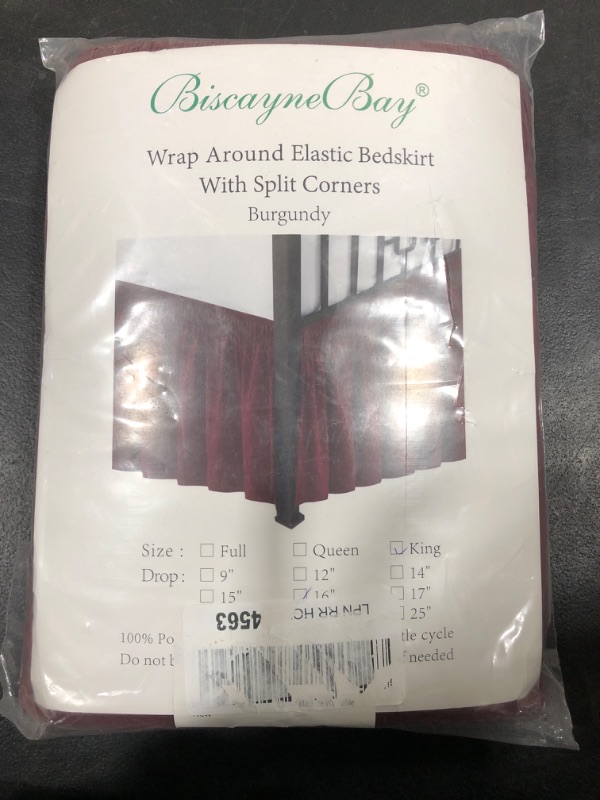 BiscayneBay®
Wrap Around Elastic Bedskirt
With Split Corners
Burgundy
Size : Full Queen King
Drop : 9" 12" 14"
15" 16" 17"
25"
4563 LPN RR HC
100% Po tle cycle
Do not needed